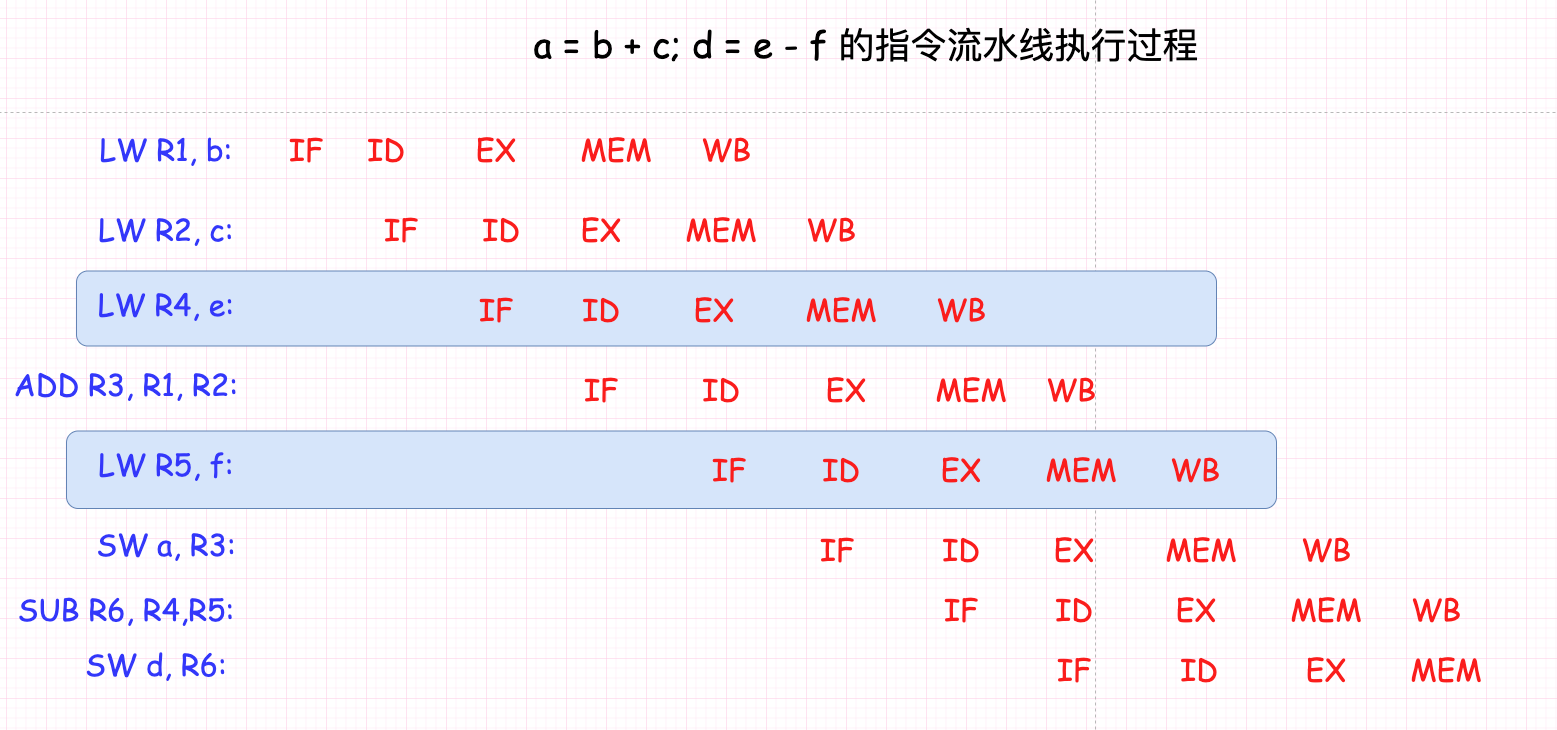 a = b + c; d = e - f 的指令流水线执行过程
LW R1, b: IF ID EX MEM WB
LW R2, c: IF ID EX MEM WB
LW R4, e: IF ID EX MEM WB
ADD R3, R1, R2: IF ID EX MEM WB
LW R5, f: IF ID EX MEM WB
SW a, R3: IF ID EX MEM WB
SUB R6, R4,R5: IF ID EX MEM WB
SW d, R6: IF ID EX MEM